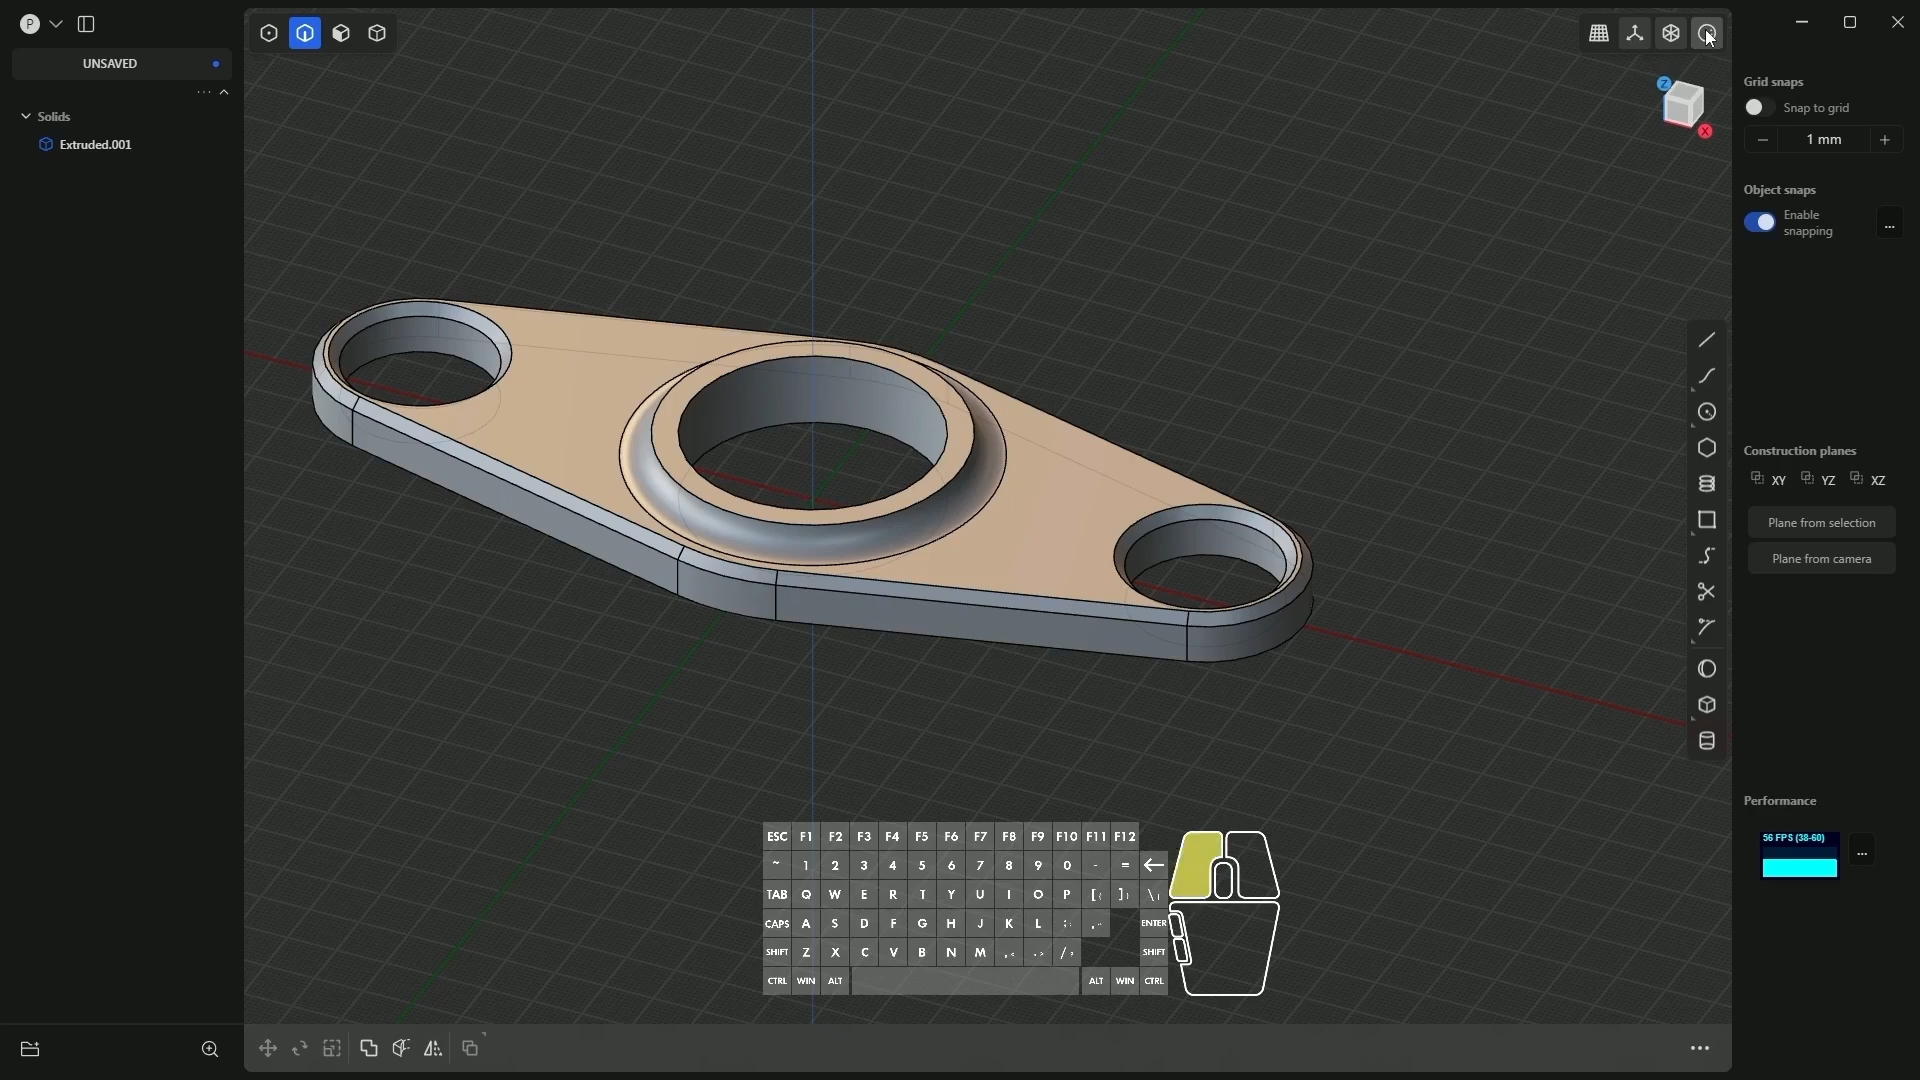 P
UNSAVED
...
Solids
Extruded.001
Z
X
Grid snaps
Snap to grid
1 mm
Object snaps
Enable
snapping
...
Construction planes
XY YZ XZ
Plane from selection
Plane from camera
Performance
56 FPS (38-60)
...
ESC F1 F2 F3 F4 F5 F6 F7 F8 F9 F10 F11 F12
~ 1 2 3 4 5 6 7 8 9 0 - = ←
TAB Q W E R T Y U I O P [{ ]} \|
CAPS A S D F G H J K L ENTER
SHIFT Z X C V B N M ,< .> /? SHIFT
CTRL WIN ALT ALT WIN CTRL